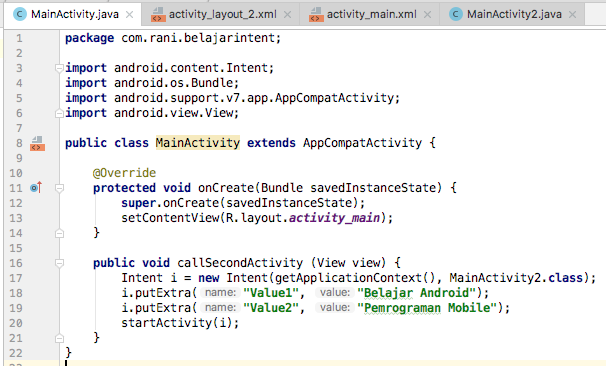 MainActivity.java × activity_layout_2.xml × activity_main.xml × MainActivity2.java ×
1 package com.rani.belajarintent;
2
3 import android.content.Intent;
4 import android.os.Bundle;
5 import android.support.v7.app.AppCompatActivity;
6 import android.view.View;
7
8 public class MainActivity extends AppCompatActivity {
9
10 @Override
11 protected void onCreate(Bundle savedInstanceState) {
12 super.onCreate(savedInstanceState);
13 setContentView(R.layout.activity_main);
14 }
15
16 public void callSecondActivity (View view) {
17 Intent i = new Intent(getApplicationContext(), MainActivity2.class);
18 i.putExtra( name: "Value1", value: "Belajar Android");
19 i.putExtra( name: "Value2", value: "Pemrograman Mobile");
20 startActivity(i);
21 }
22 }
23